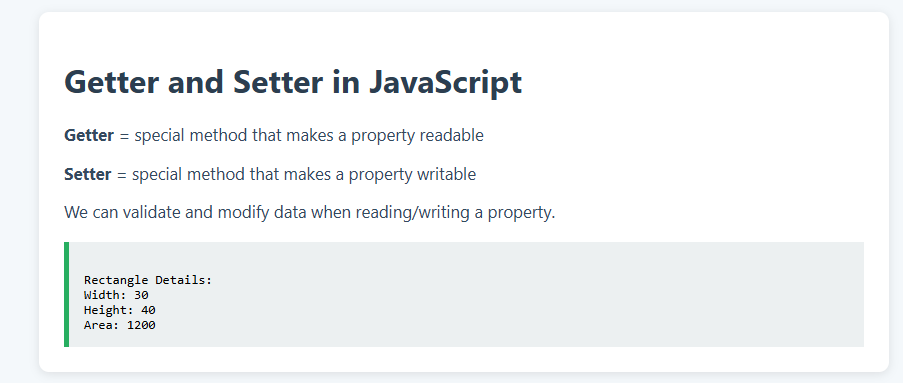 Getter and Setter in JavaScript
Getter = special method that makes a property readable
Setter = special method that makes a property writable
We can validate and modify data when reading/writing a property.
Rectangle Details:
Width: 30
Height: 40
Area: 1200